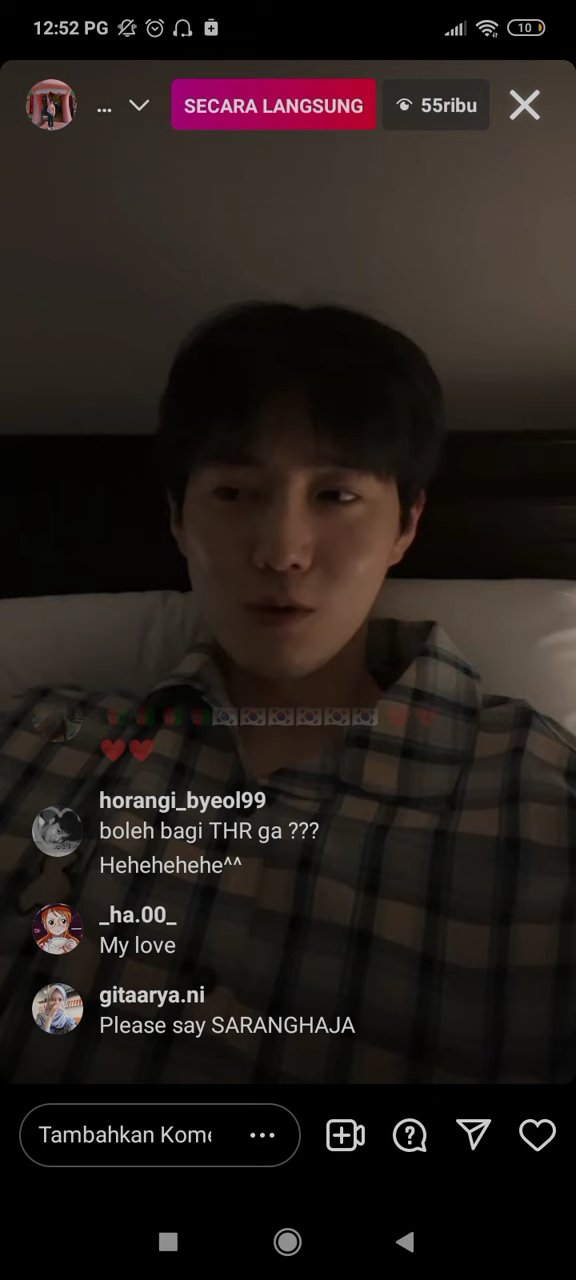 12:52 PG
10
...
SECARA LANGSUNG
55ribu
horangi_byeol99
boleh bagi THR ga ???
Hehehehehe^^
_ha.00_
My love
gitaarya.ni
Please say SARANGHAJA
Tambahkan Kome